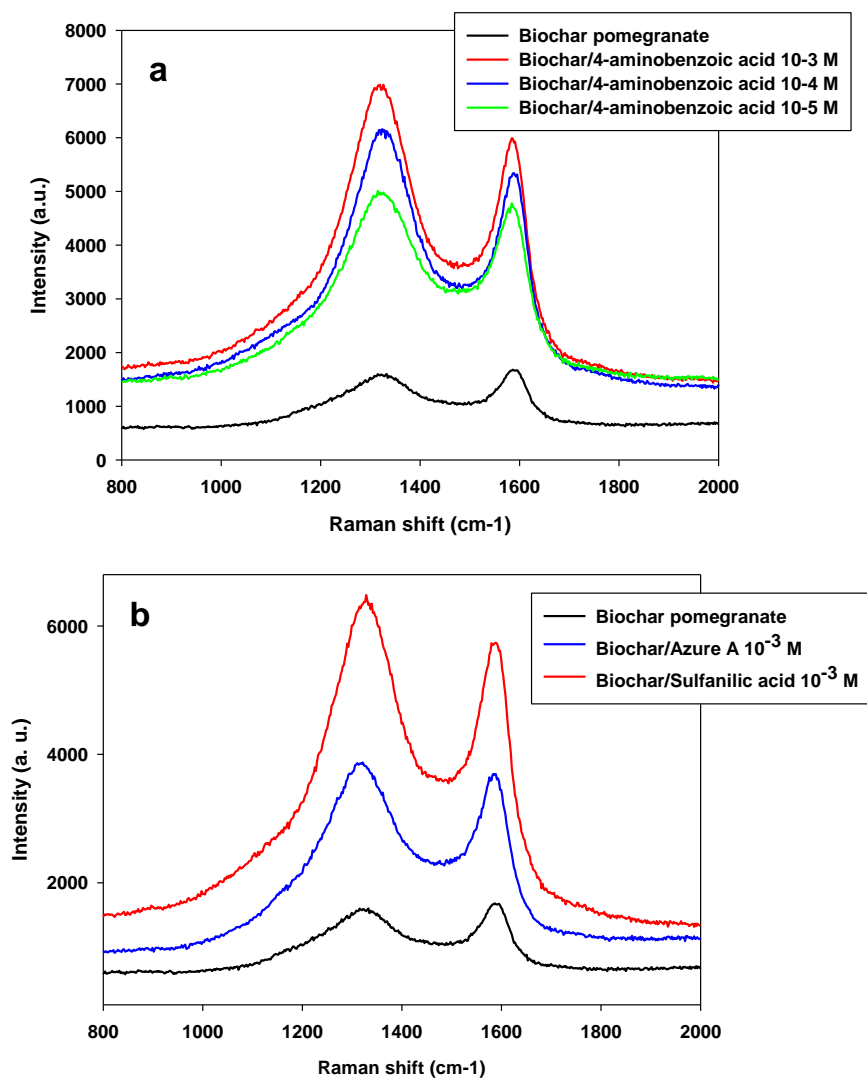 Biochar pomegranate
Biochar/4-aminobenzoic acid 10-3 M
Biochar/4-aminobenzoic acid 10-4 M
Biochar/4-aminobenzoic acid 10-5 M
a
8000
7000
6000
5000
4000
3000
2000
1000
0
Intensity (a.u.)
800 1000 1200 1400 1600 1800 2000
Raman shift (cm-1)
b
Biochar pomegranate
Biochar/Azure A 10⁻³ M
Biochar/Sulfanilic acid 10⁻³ M
6000
4000
2000
Intensity (a. u.)
800 1000 1200 1400 1600 1800 2000
Raman shift (cm-1)